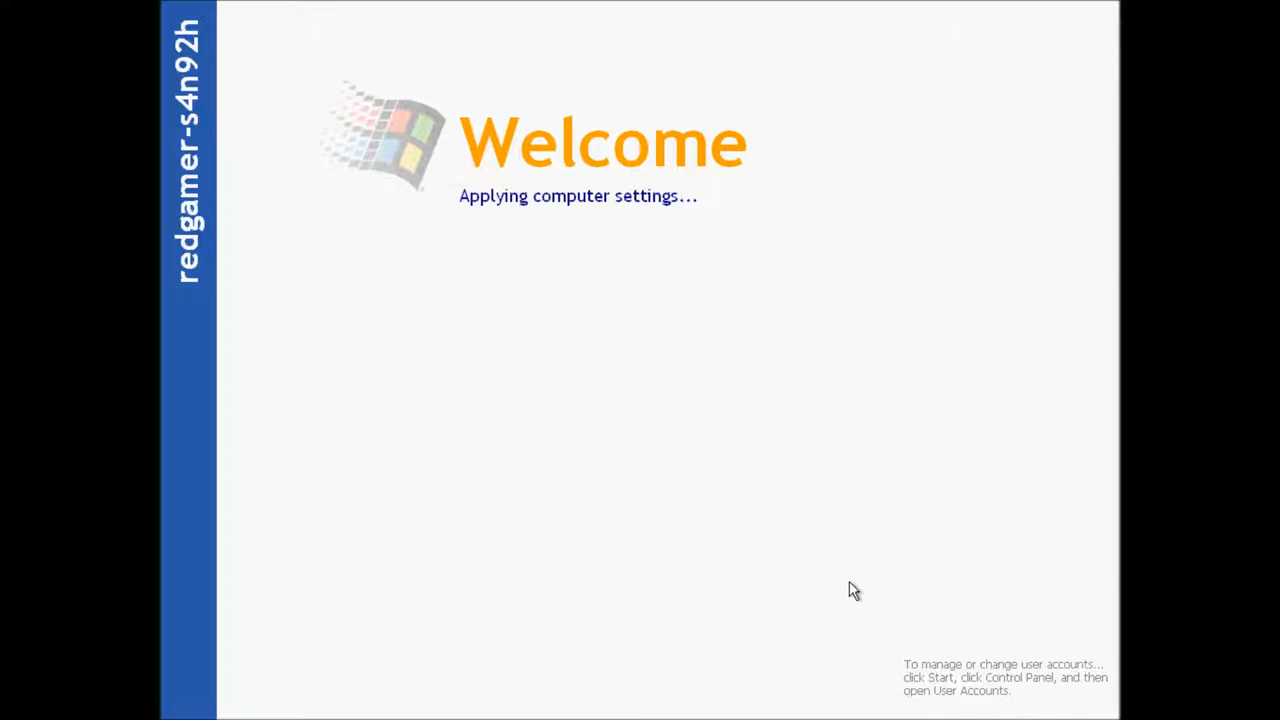 redgamer-s4n92h
Welcome
Applying computer settings...
To manage or change user accounts...
click Start, click Control Panel, and then
open User Accounts.